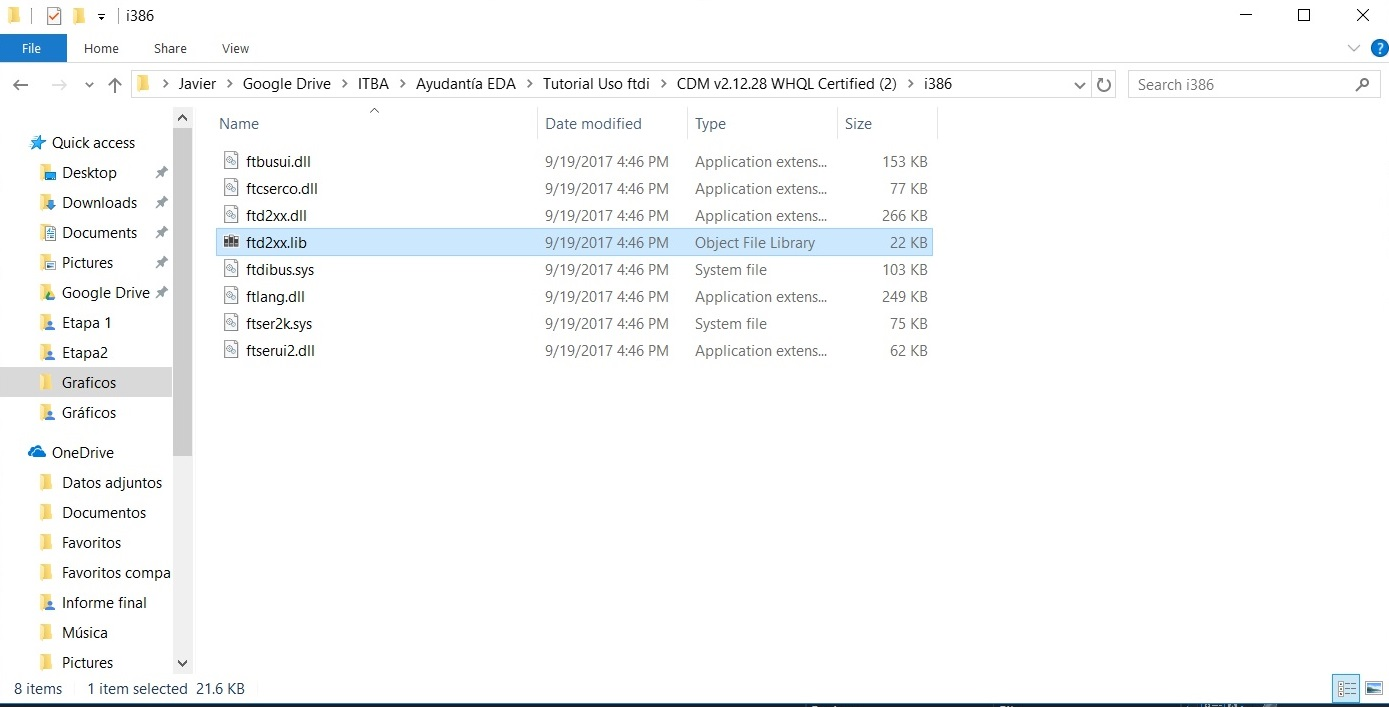 i386
File Home Share View
Javier Google Drive ITBA Ayudantía EDA Tutorial Uso ftdi CDM v2.12.28 WHQL Certified (2) i386
Search i386
Quick access
Desktop
Downloads
Documents
Pictures
Google Drive
Etapa 1
Etapa2
Graficos
Gráficos
OneDrive
Datos adjuntos
Documentos
Favoritos
Favoritos compa
Informe final
Música
Pictures
Name Date modified Type Size
ftbusui.dll 9/19/2017 4:46 PM Application extens... 153 KB
ftcserco.dll 9/19/2017 4:46 PM Application extens... 77 KB
ftd2xx.dll 9/19/2017 4:46 PM Application extens... 266 KB
ftd2xx.lib 9/19/2017 4:46 PM Object File Library 22 KB
ftdibus.sys 9/19/2017 4:46 PM System file 103 KB
ftlang.dll 9/19/2017 4:46 PM Application extens... 249 KB
ftser2k.sys 9/19/2017 4:46 PM System file 75 KB
ftserui2.dll 9/19/2017 4:46 PM Application extens... 62 KB
8 items 1 item selected 21.6 KB